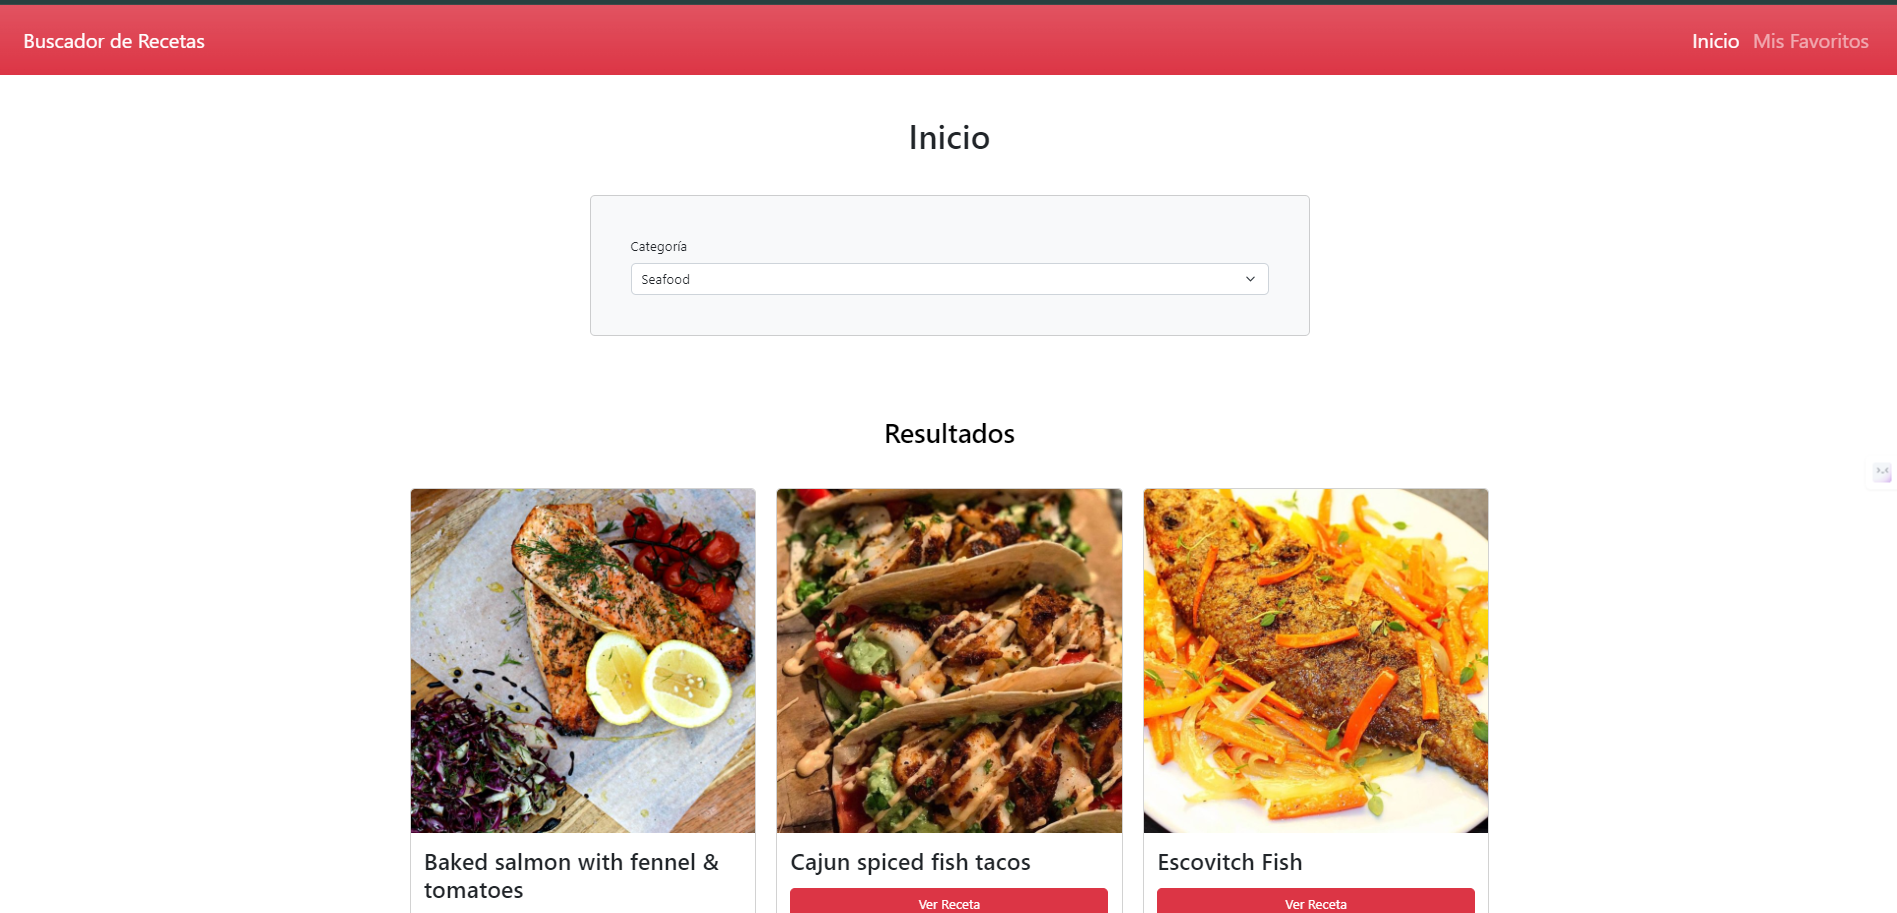 Buscador de Recetas
Inicio Mis Favoritos
Inicio
Categoría
Seafood
Resultados
Baked salmon with fennel &
tomatoes
Cajun spiced fish tacos
Ver Receta
Escovitch Fish
Ver Receta